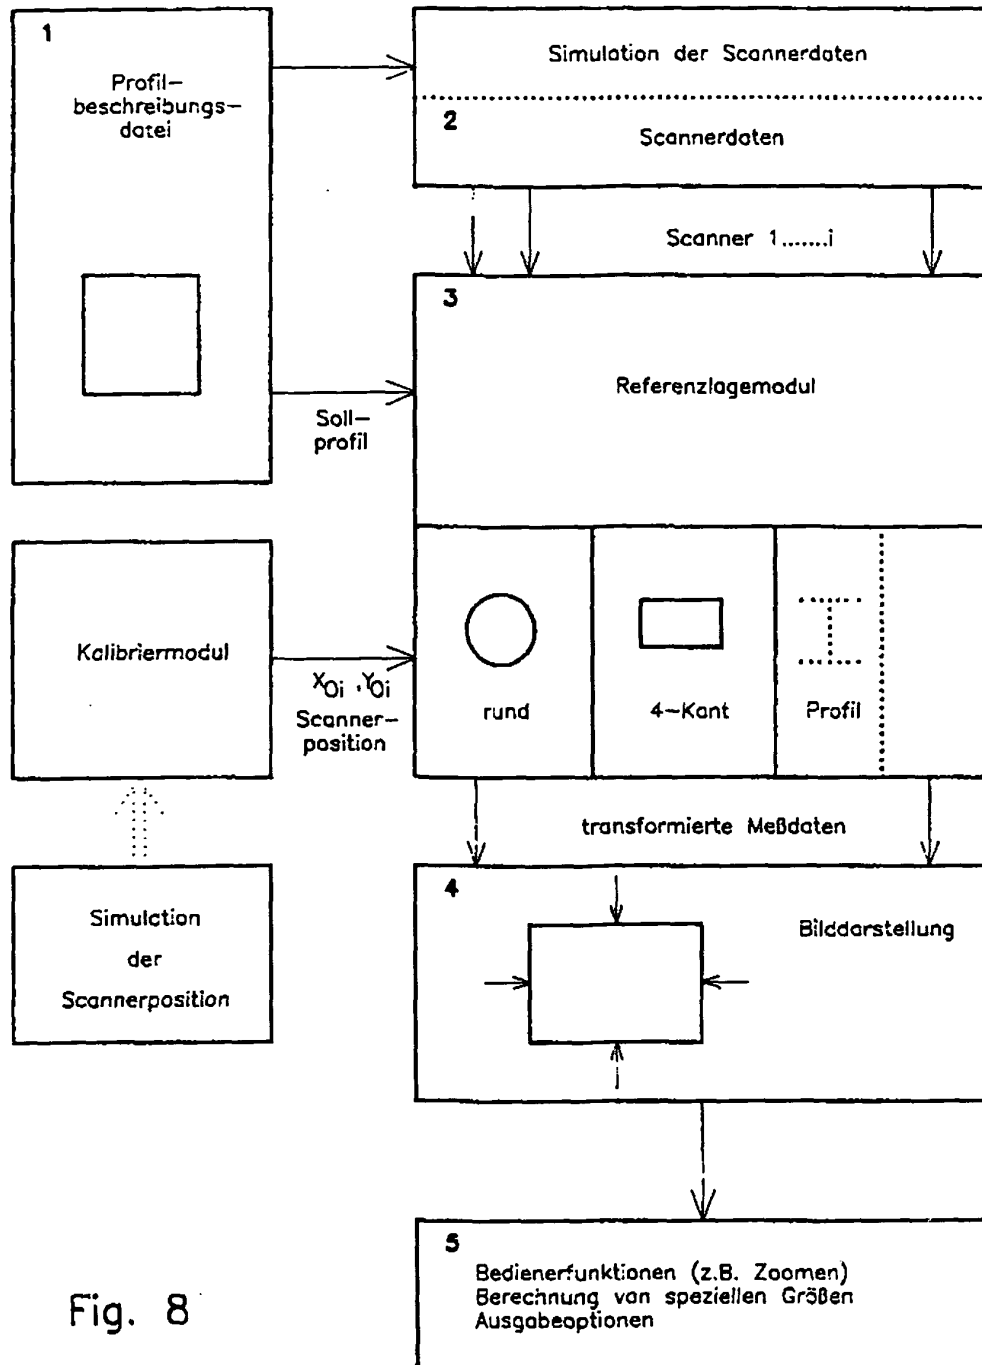 1
Profil-
beschreibungs-
datei
Simulation der Scannerdaten
2
Scannerdaten
Scanner 1.......i
3
Referenzlagemodul
Soll-
profil
Kalibriermodul
X0i ,Y0i
Scanner-
position
rund
4-Kant
Profil
transformierte Meßdaten
Simulation
der
Scannerposition
4
Bilddarstellung
5
Bedienerfunktionen (z.B. Zoomen)
Berechnung von speziellen Größen
Ausgabeoptionen
Fig. 8